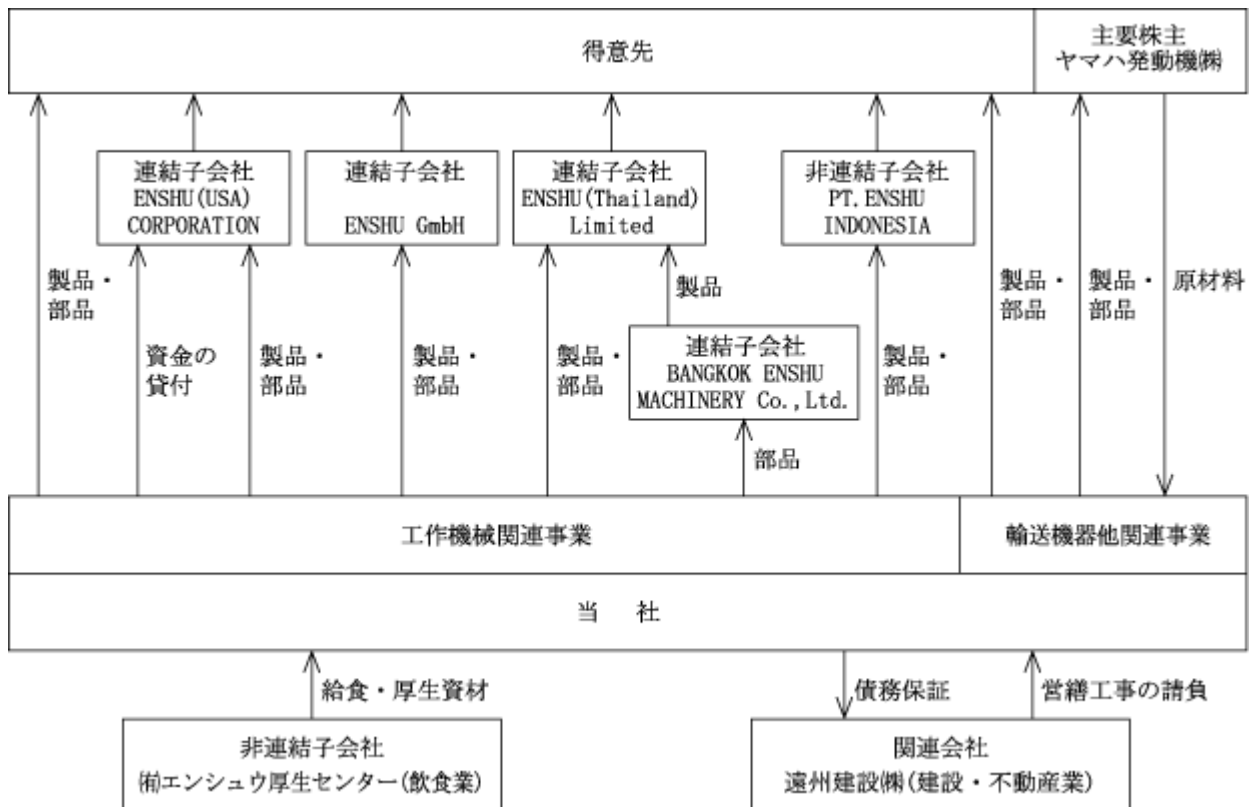 得意先
主要株主
ヤマハ発動機㈱
連結子会社
ENSHU(USA)
CORPORATION
連結子会社
ENSHU GmbH
連結子会社
ENSHU(Thailand)
Limited
非連結子会社
PT.ENSHU
INDONESIA
製品・
部品
資金の
貸付
製品・
部品
製品・
部品
製品・
部品
製品
連結子会社
BANGKOK ENSHU
MACHINERY Co.,Ltd.
部品
製品・
部品
製品・
部品
製品・
部品
原材料
工作機械関連事業
輸送機器他関連事業
当 社
給食・厚生資材
債務保証
営繕工事の請負
非連結子会社
㈲エンシュウ厚生センター(飲食業)
関連会社
遠州建設㈱(建設・不動産業)